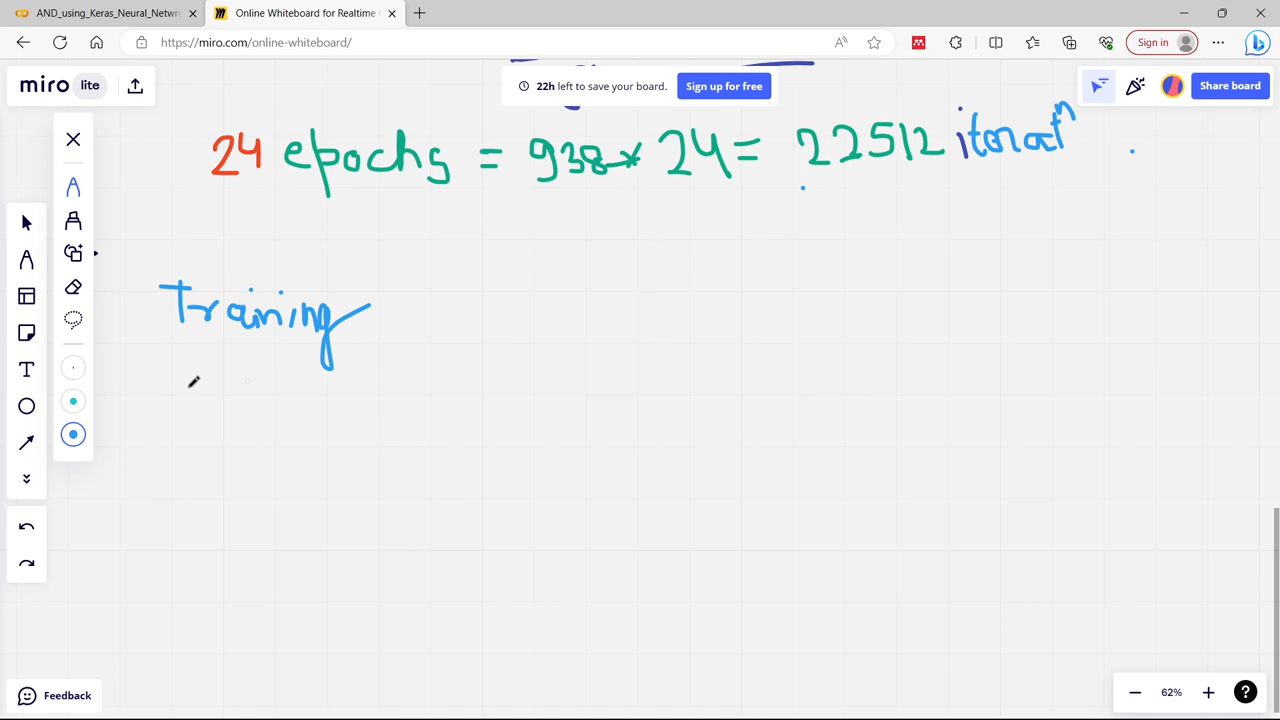 AND_using_Keras_Neural_Netwr
Online Whiteboard for Realtime C
https://miro.com/online-whiteboard/
Sign in
miro lite
22h left to save your board.
Sign up for free
Share board
24 epochs = 938 * 24 = 22512 iteratⁿ
Training
Feedback
62%